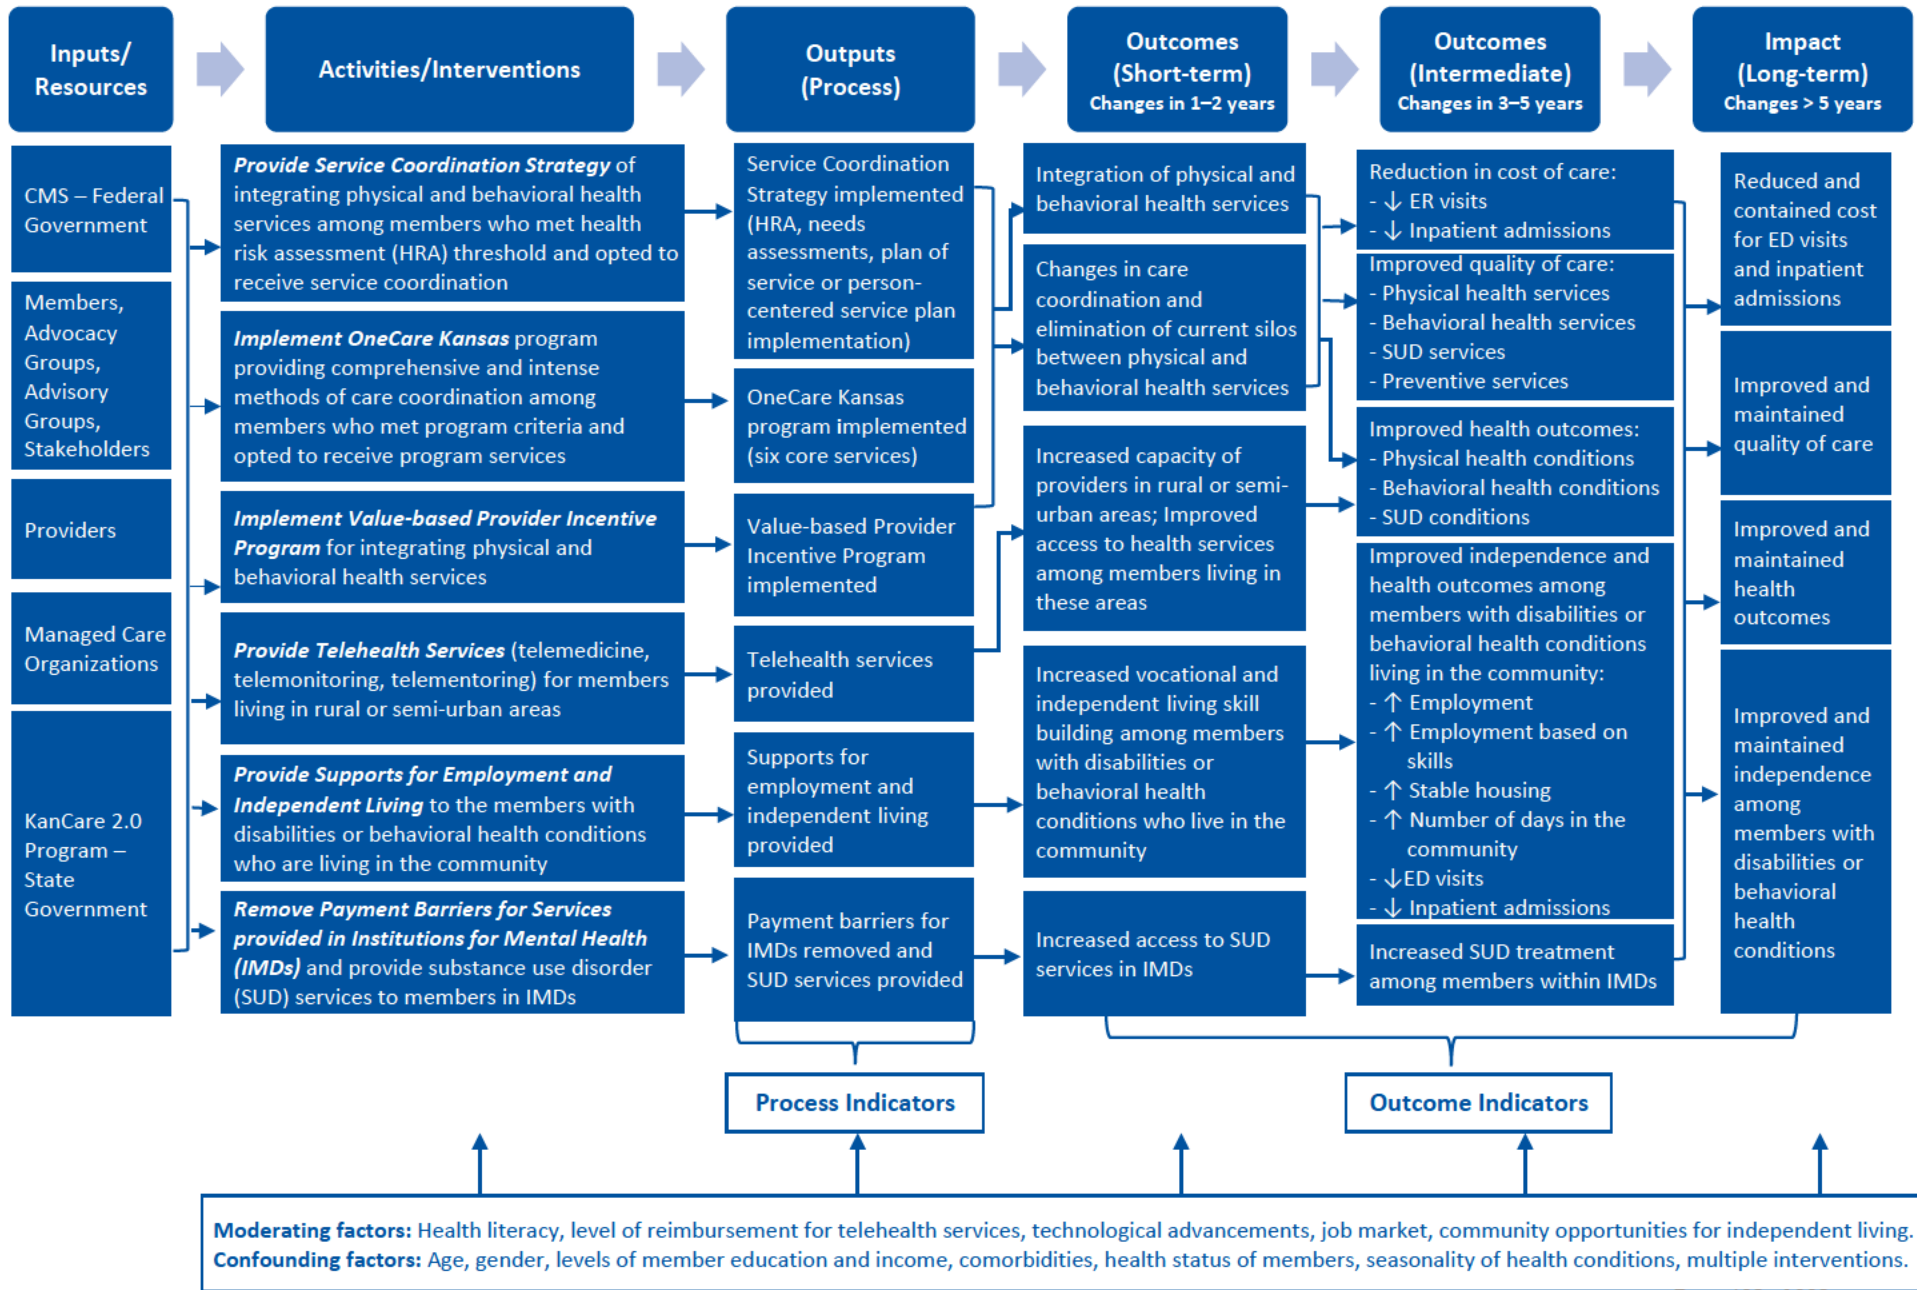 Inputs/
Resources
Activities/Interventions
Outputs
(Process)
Outcomes
(Short-term)
Changes in 1–2 years
Outcomes
(Intermediate)
Changes in 3–5 years
Impact
(Long-term)
Changes > 5 years
CMS – Federal
Government
Members,
Advocacy
Groups,
Advisory
Groups,
Stakeholders
Providers
Managed Care
Organizations
KanCare 2.0
Program –
State
Government
Provide Service Coordination Strategy of
integrating physical and behavioral health
services among members who met health
risk assessment (HRA) threshold and opted to
receive service coordination
Implement OneCare Kansas program
providing comprehensive and intense
methods of care coordination among
members who met program criteria and
opted to receive program services
Implement Value-based Provider Incentive
Program for integrating physical and
behavioral health services
Provide Telehealth Services (telemedicine,
telemonitoring, telementoring) for members
living in rural or semi-urban areas
Provide Supports for Employment and
Independent Living to the members with
disabilities or behavioral health conditions
who are living in the community
Remove Payment Barriers for Services
provided in Institutions for Mental Health
(IMDs) and provide substance use disorder
(SUD) services to members in IMDs
Service Coordination
Strategy implemented
(HRA, needs
assessments, plan of
service or person-
centered service plan
implementation)
OneCare Kansas
program implemented
(six core services)
Value-based Provider
Incentive Program
implemented
Telehealth services
provided
Supports for
employment and
independent living
provided
Payment barriers for
IMDs removed and
SUD services provided
Integration of physical and
behavioral health services
Changes in care
coordination and
elimination of current silos
between physical and
behavioral health services
Increased capacity of
providers in rural or semi-
urban areas; Improved
access to health services
among members living in
these areas
Increased vocational and
independent living skill
building among members
with disabilities or
behavioral health
conditions who live in the
community
Increased access to SUD
services in IMDs
Reduction in cost of care:
- ↓ ER visits
- ↓ Inpatient admissions
Improved quality of care:
- Physical health services
- Behavioral health services
- SUD services
- Preventive services
Improved health outcomes:
- Physical health conditions
- Behavioral health conditions
- SUD conditions
Improved independence and
health outcomes among
members with disabilities or
behavioral health conditions
living in the community:
- ↑ Employment
- ↑ Employment based on
skills
- ↑ Stable housing
- ↑ Number of days in the
community
- ↓ED visits
- ↓ Inpatient admissions
Increased SUD treatment
among members within IMDs
Reduced and
contained cost
for ED visits
and inpatient
admissions
Improved and
maintained
quality of care
Improved and
maintained
health
outcomes
Improved and
maintained
independence
among
members with
disabilities or
behavioral
health
conditions
Process Indicators
Outcome Indicators
Moderating factors: Health literacy, level of reimbursement for telehealth services, technological advancements, job market, community opportunities for independent living.
Confounding factors: Age, gender, levels of member education and income, comorbidities, health status of members, seasonality of health conditions, multiple interventions.